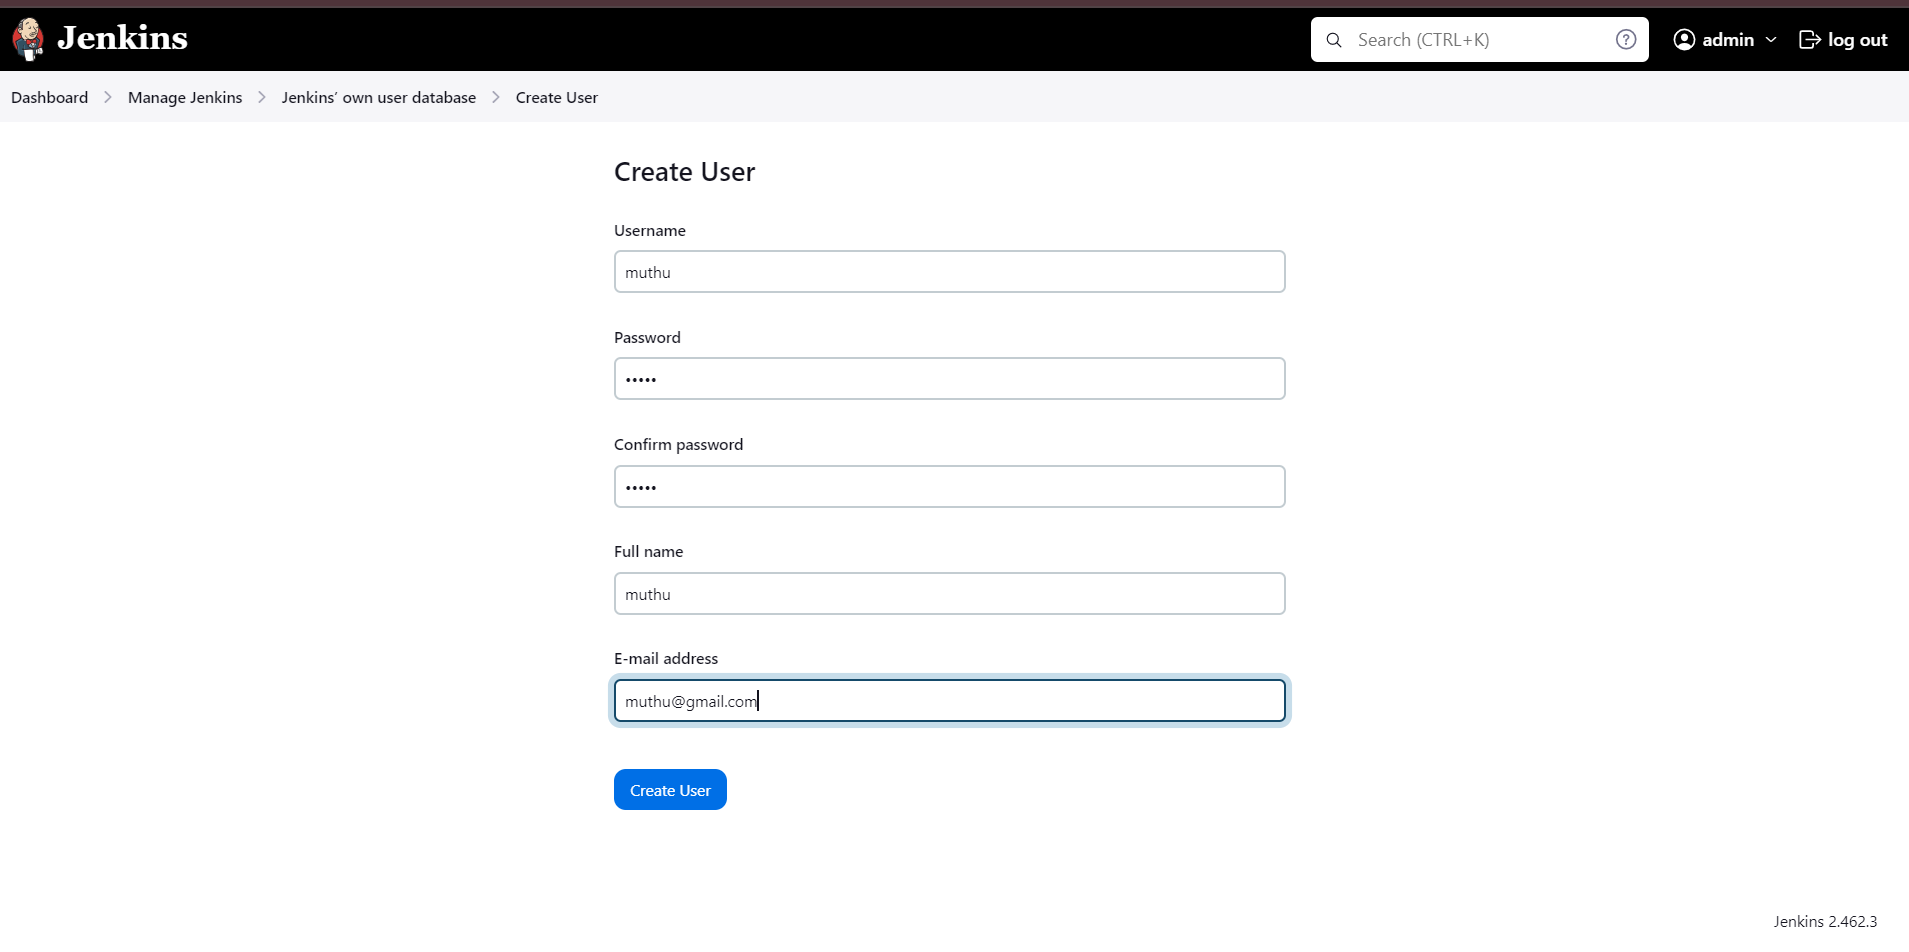 Jenkins
Search (CTRL+K)
admin
log out
Dashboard > Manage Jenkins > Jenkins’ own user database > Create User
Create User
Username
muthu
Password
•••••
Confirm password
•••••
Full name
muthu
E-mail address
muthu@gmail.com
Create User
Jenkins 2.462.3